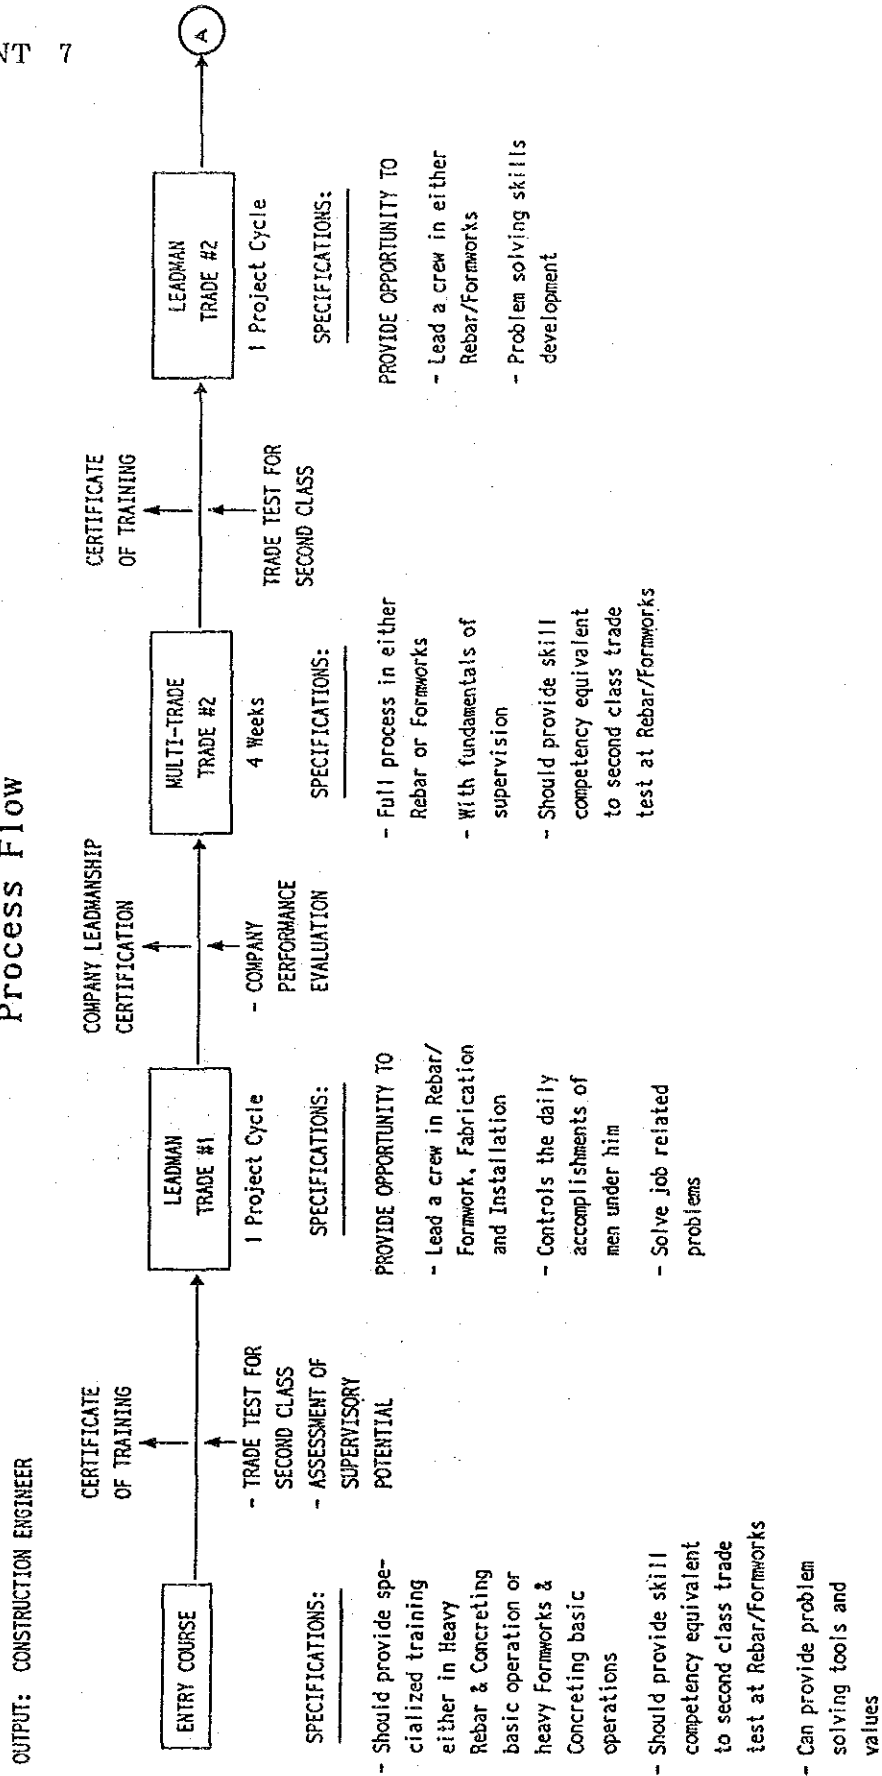 NT 7
Process Flow
OUTPUT: CONSTRUCTION ENGINEER
ENTRY COURSE
SPECIFICATIONS:
- Should provide spe-
cialized training
either in Heavy
Rebar & Concreting
basic operation or
heavy Formworks &
Concreting basic
operations
- Should provide skill
competency equivalent
to second class trade
test at Rebar/Formworks
- Can provide problem
solving tools and
values
CERTIFICATE
OF TRAINING
- TRADE TEST FOR
SECOND CLASS
- ASSESSMENT OF
SUPERVISORY
POTENTIAL
LEADMAN
TRADE #1
1 Project Cycle
SPECIFICATIONS:
PROVIDE OPPORTUNITY TO
- Lead a crew in Rebar/
Formwork, Fabrication
and Installation
- Controls the daily
accomplishments of
men under him
- Solve job related
problems
COMPANY LEADMANSHIP
CERTIFICATION
- COMPANY
PERFORMANCE
EVALUATION
MULTI-TRADE
TRADE #2
4 Weeks
SPECIFICATIONS:
- Full process in either
Rebar or Formworks
- With fundamentals of
supervision
- Should provide skill
competency equivalent
to second class trade
test at Rebar/Formworks
CERTIFICATE
OF TRAINING
TRADE TEST FOR
SECOND CLASS
LEADMAN
TRADE #2
1 Project Cycle
SPECIFICATIONS:
PROVIDE OPPORTUNITY TO
- Lead a crew in either
Rebar/Formworks
- Problem solving skills
development
A